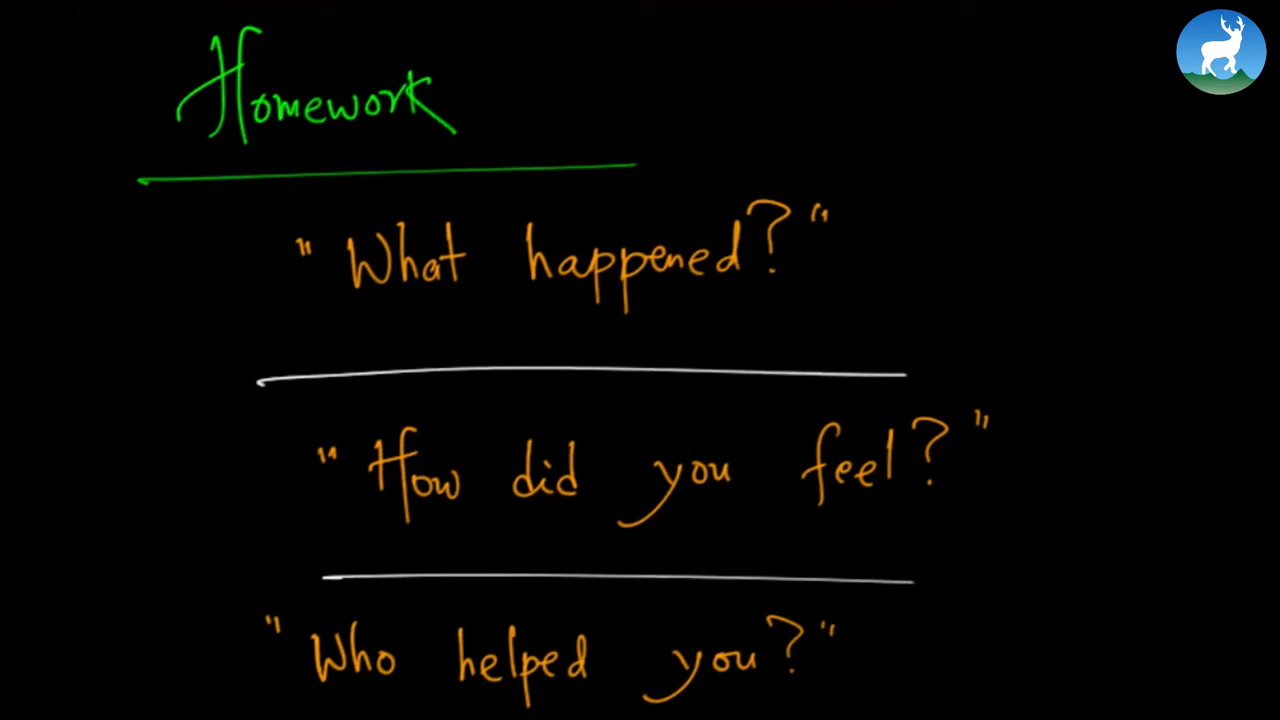 Homework
"What happened?"
"How did you feel?"
"Who helped you?"